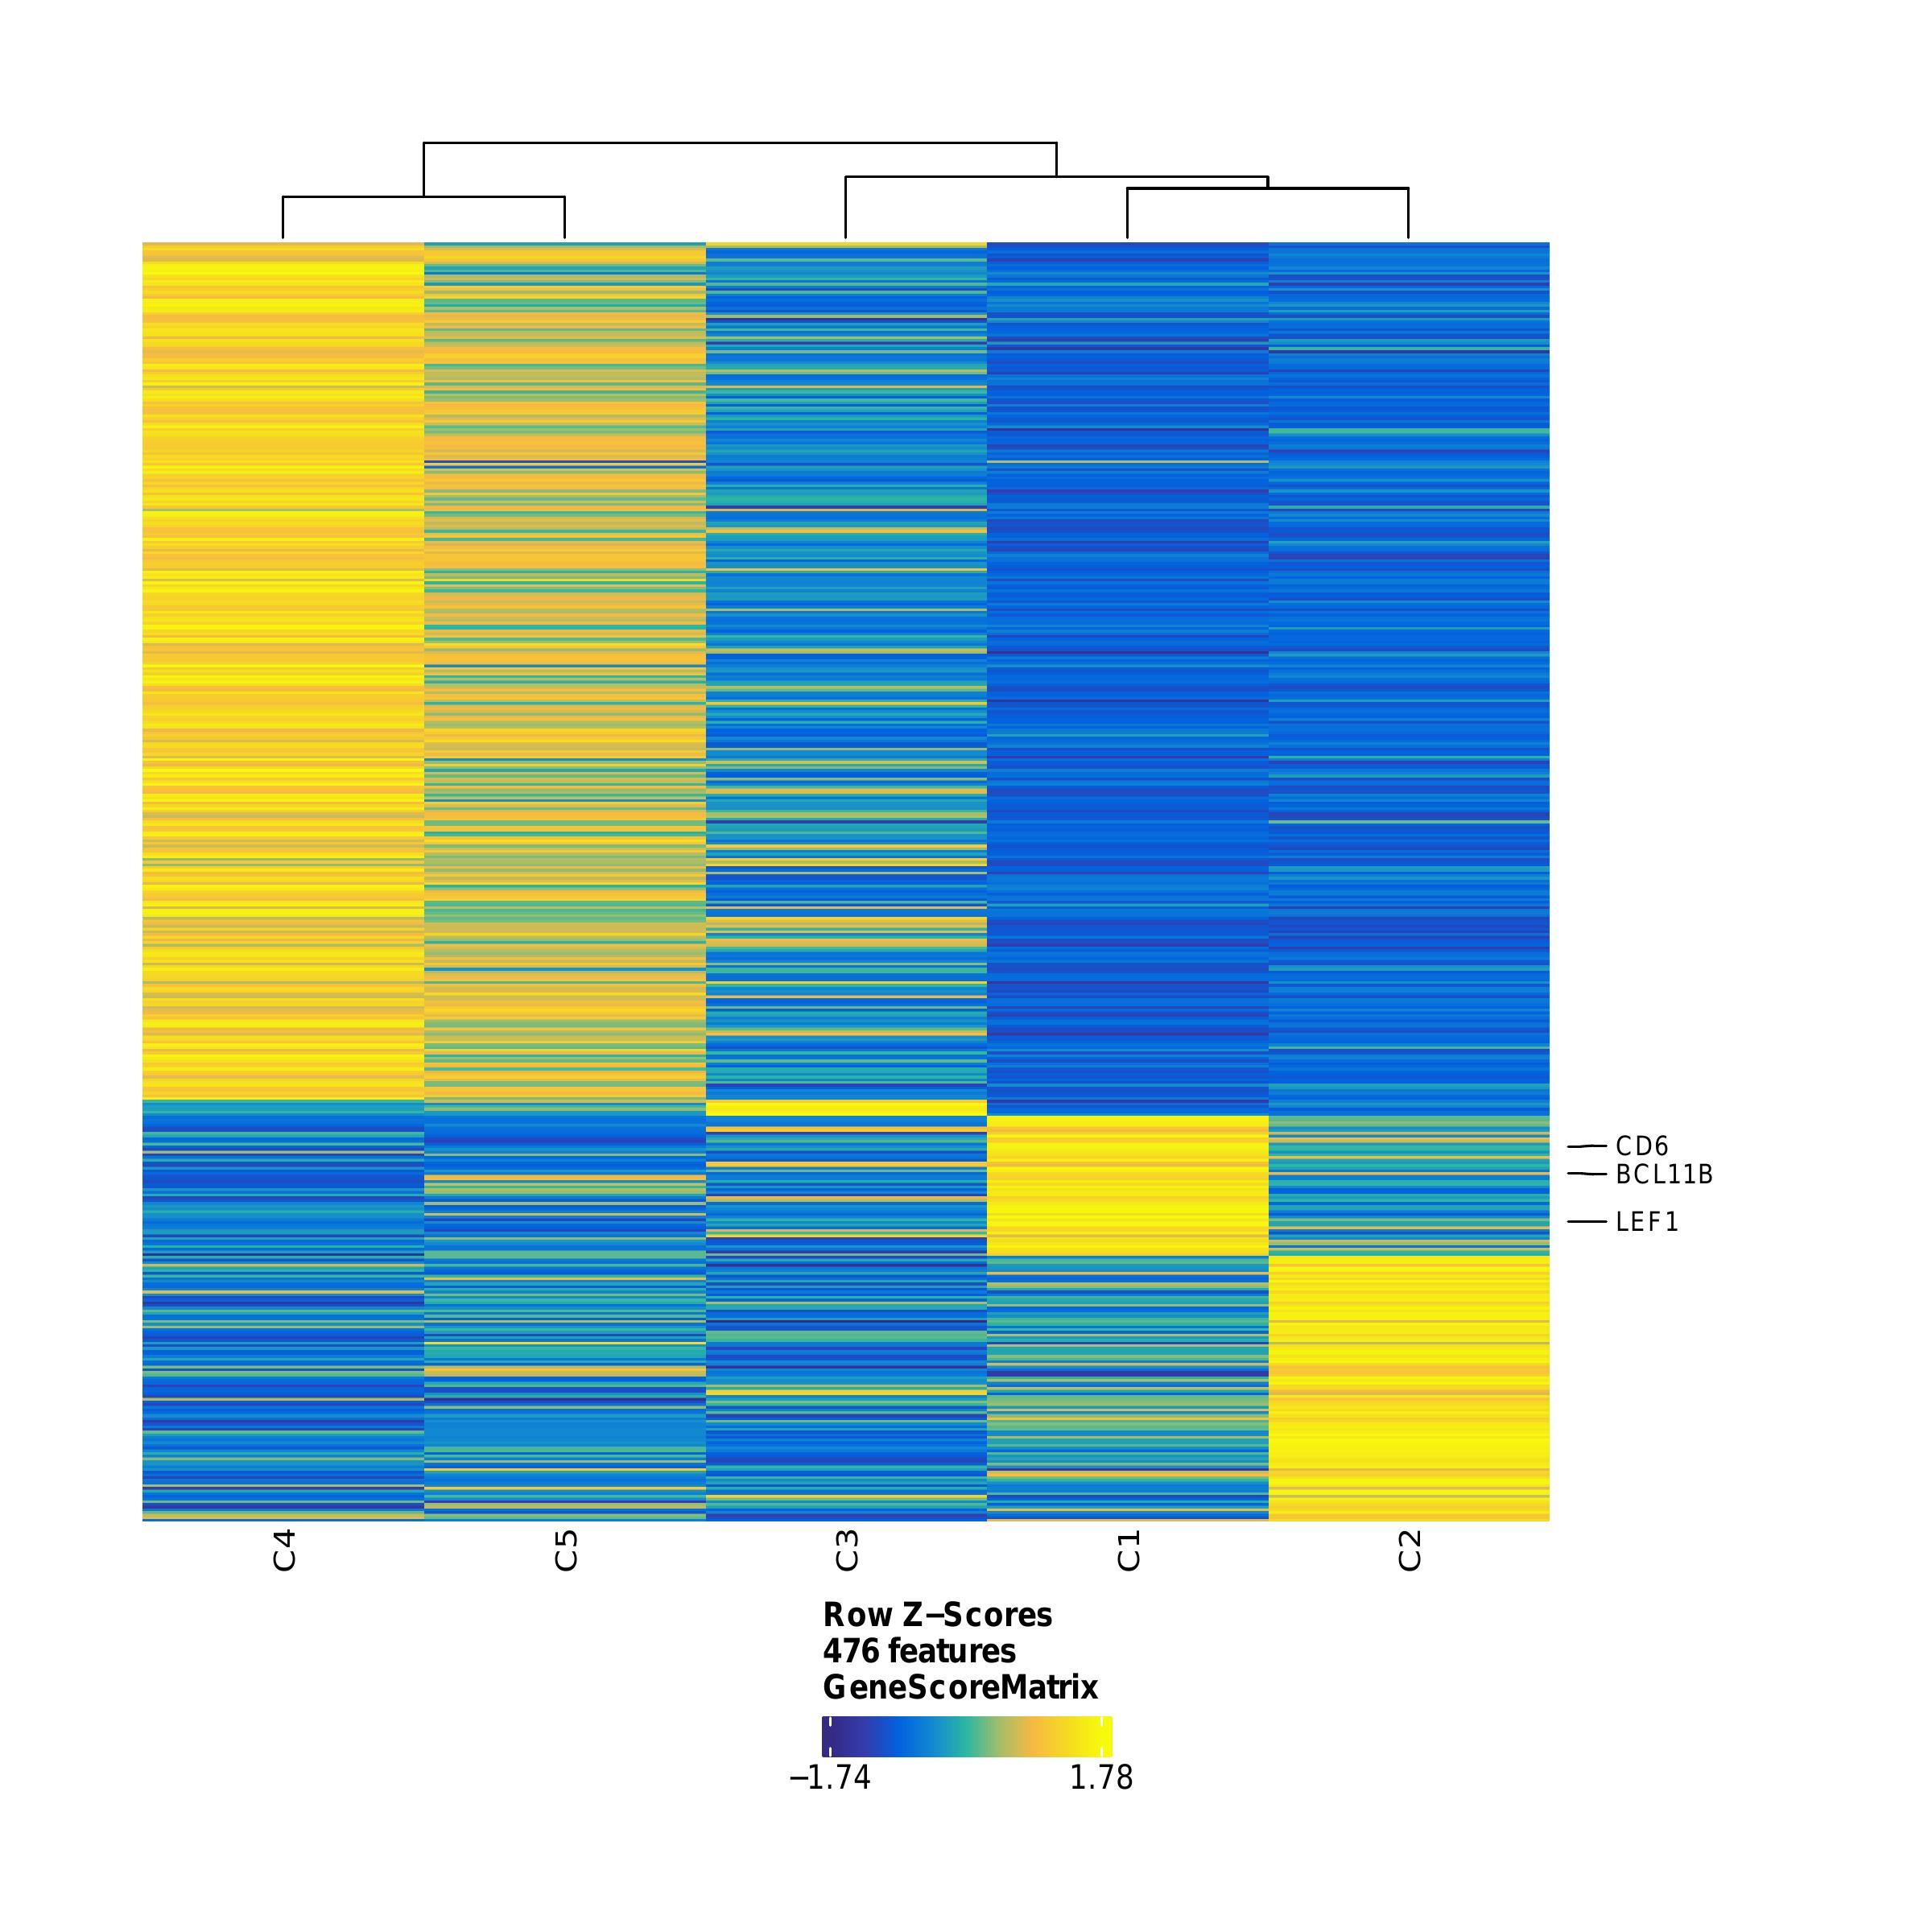 CD6
BCL11B
LEF1
C4
C5
C3
C1
C2
Row Z−Scores
476 features
GeneScoreMatrix
−1.74
1.78